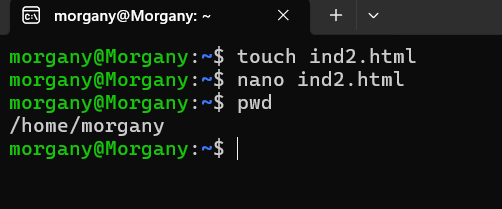 morgany@Morgany: ~
morgany@Morgany:~$ touch ind2.html
morgany@Morgany:~$ nano ind2.html
morgany@Morgany:~$ pwd
/home/morgany
morgany@Morgany:~$